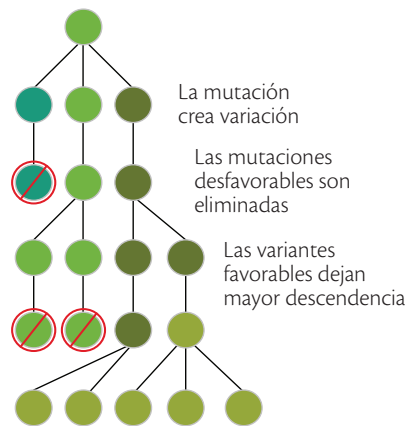 La mutación
crea variación
Las mutaciones
desfavorables son
eliminadas
Las variantes
favorables dejan
mayor descendencia